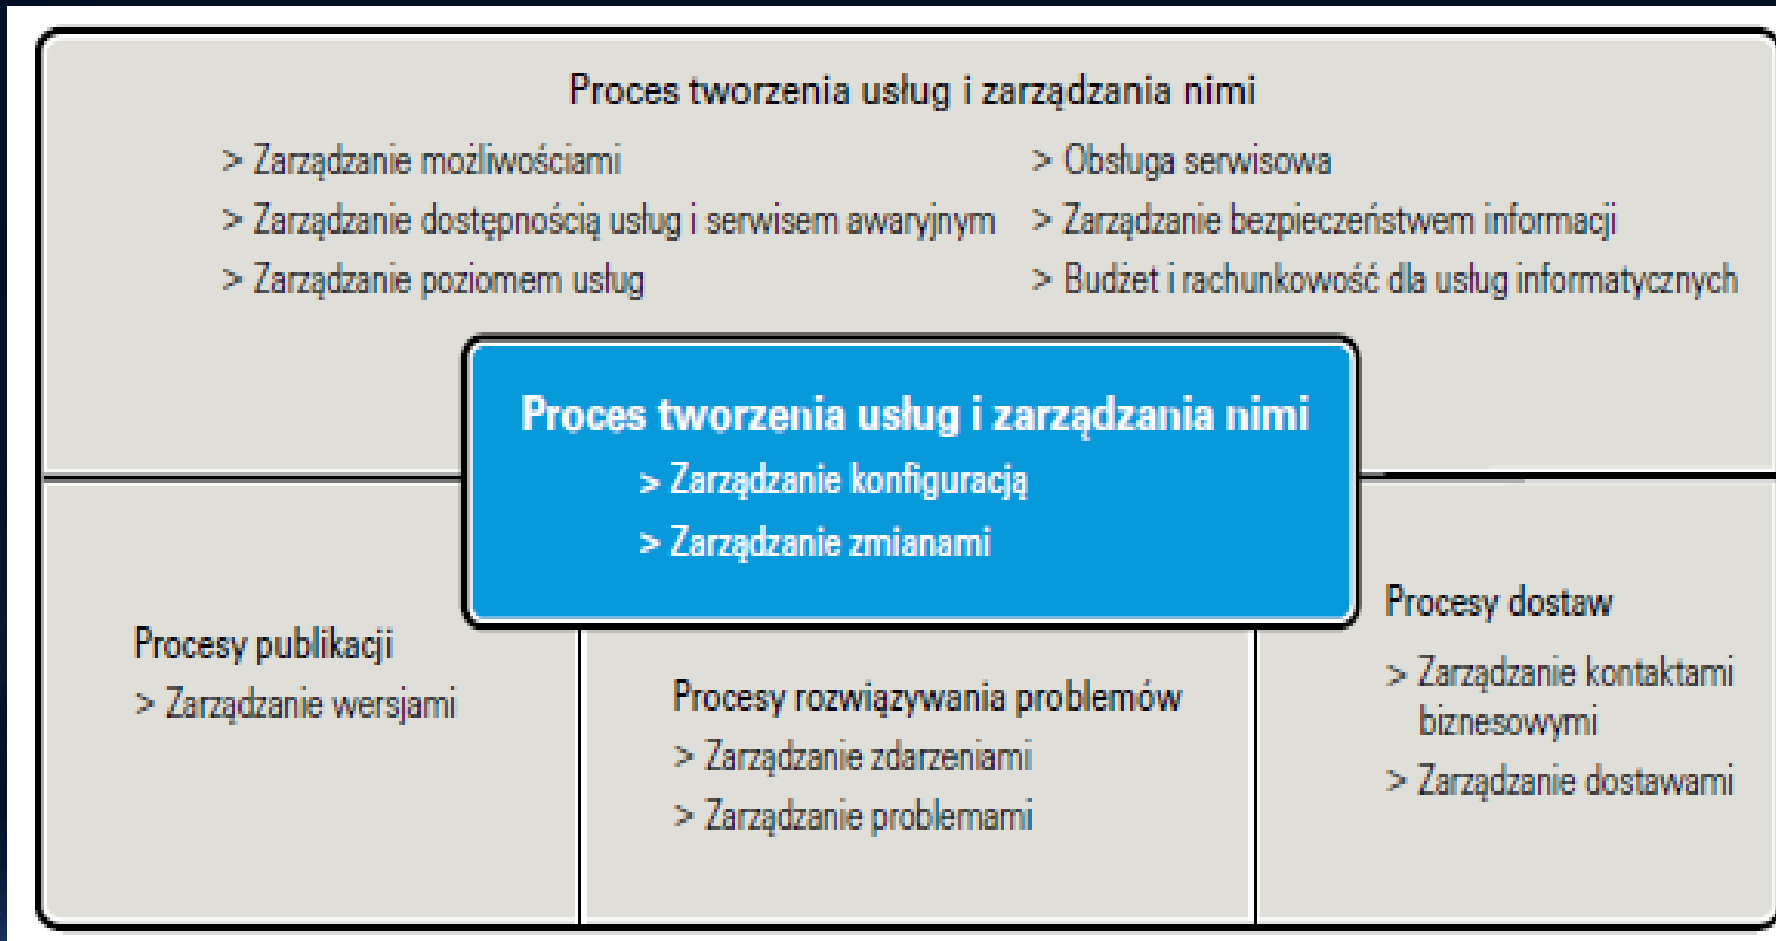 Proces tworzenia usług i zarządzania nimi
> Zarządzanie możliwościami
> Zarządzanie dostępnością usług i serwisem awaryjnym
> Zarządzanie poziomem usług
> Obsługa serwisowa
> Zarządzanie bezpieczeństwem informacji
> Budżet i rachunkowość dla usług informatycznych
Proces tworzenia usług i zarządzania nimi
> Zarządzanie konfiguracją
> Zarządzanie zmianami
Procesy publikacji
> Zarządzanie wersjami
Procesy rozwiązywania problemów
> Zarządzanie zdarzeniami
> Zarządzanie problemami
Procesy dostaw
> Zarządzanie kontaktami
biznesowymi
> Zarządzanie dostawami